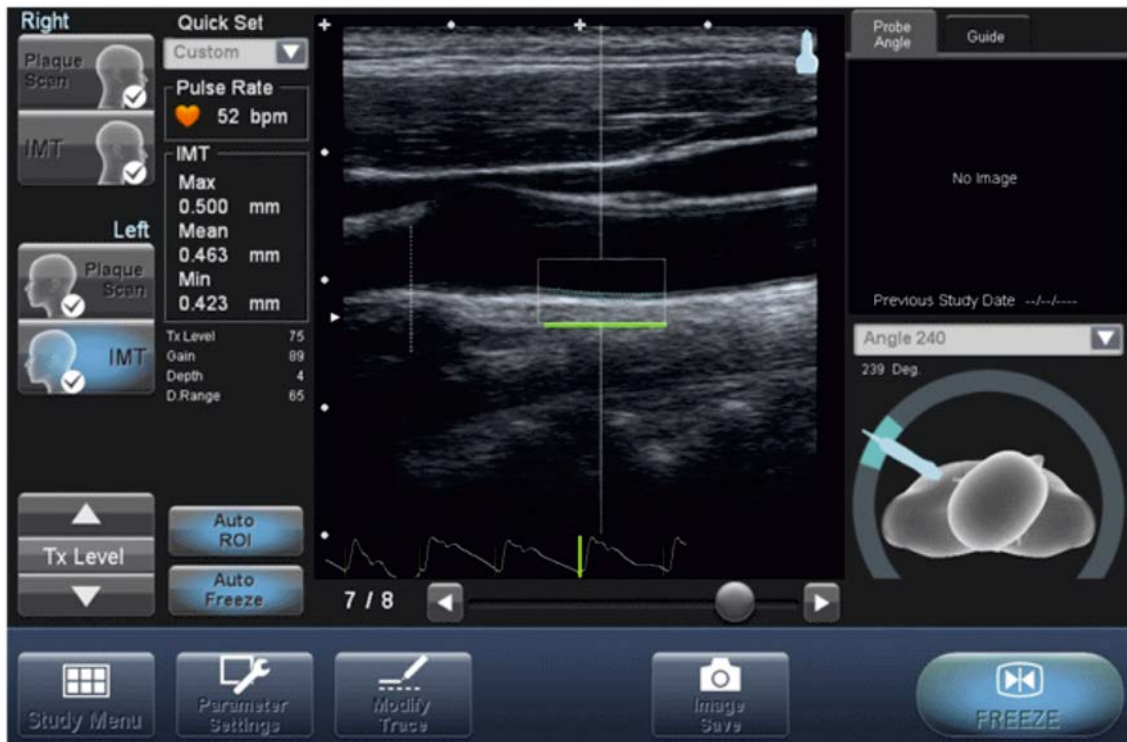 Right
Plaque
Scan
IMT
Left
Plaque
Scan
IMT
Tx Level
Quick Set
Custom
Pulse Rate
52 bpm
IMT
Max
0.500 mm
Mean
0.463 mm
Min
0.423 mm
Tx Level 75
Gain 89
Depth 4
D.Range 65
Auto
ROI
Auto
Freeze
7 / 8
Probe
Angle
Guide
No Image
Previous Study Date --/--/----
Angle 240
239 Deg.
Study Menu
Parameter
Settings
Modify
Trace
Image
Save
FREEZE